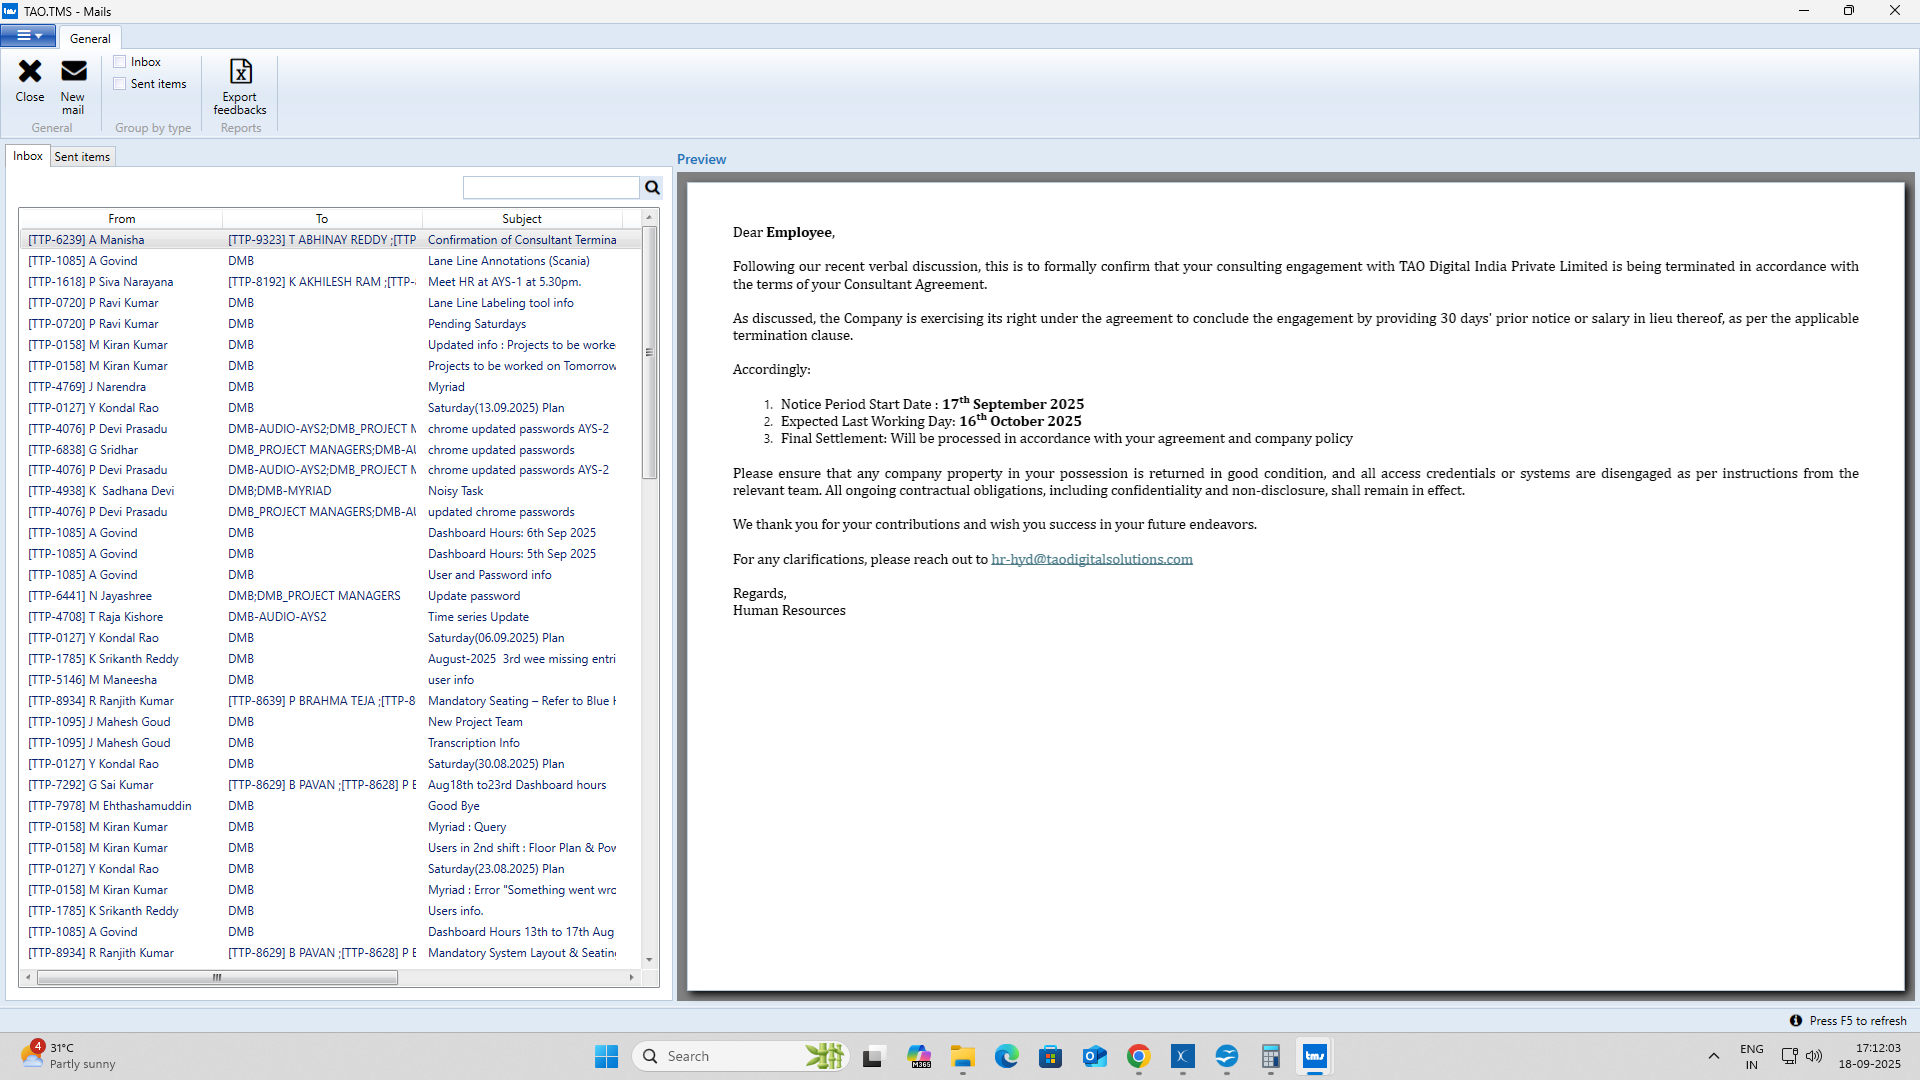 TAO.TMS - Mails
General
Close
New mail
General
Inbox
Sent items
Group by type
Export feedbacks
Reports
Inbox
Sent items
From To Subject
[TTP-6239] A Manisha [TTP-9323] T ABHINAY REDDY ;[TTP Confirmation of Consultant Termina
[TTP-1085] A Govind DMB Lane Line Annotations (Scania)
[TTP-1618] P Siva Narayana [TTP-8192] K AKHILESH RAM ;[TTP- Meet HR at AYS-1 at 5.30pm.
[TTP-0720] P Ravi Kumar DMB Lane Line Labeling tool info
[TTP-0720] P Ravi Kumar DMB Pending Saturdays
[TTP-0158] M Kiran Kumar DMB Updated info : Projects to be worke
[TTP-0158] M Kiran Kumar DMB Projects to be worked on Tomorrow
[TTP-4769] J Narendra DMB Myriad
[TTP-0127] Y Kondal Rao DMB Saturday(13.09.2025) Plan
[TTP-4076] P Devi Prasadu DMB-AUDIO-AYS2;DMB_PROJECT M chrome updated passwords AYS-2
[TTP-6838] G Sridhar DMB_PROJECT MANAGERS;DMB-AU chrome updated passwords
[TTP-4076] P Devi Prasadu DMB-AUDIO-AYS2;DMB_PROJECT M chrome updated passwords AYS-2
[TTP-4938] K Sadhana Devi DMB;DMB-MYRIAD Noisy Task
[TTP-4076] P Devi Prasadu DMB_PROJECT MANAGERS;DMB-AU updated chrome passwords
[TTP-1085] A Govind DMB Dashboard Hours: 6th Sep 2025
[TTP-1085] A Govind DMB Dashboard Hours: 5th Sep 2025
[TTP-1085] A Govind DMB User and Password info
[TTP-6441] N Jayashree DMB;DMB_PROJECT MANAGERS Update password
[TTP-4708] T Raja Kishore DMB-AUDIO-AYS2 Time series Update
[TTP-0127] Y Kondal Rao DMB Saturday(06.09.2025) Plan
[TTP-1785] K Srikanth Reddy DMB August-2025 3rd wee missing entri
[TTP-5146] M Maneesha DMB user info
[TTP-8934] R Ranjith Kumar [TTP-8639] P BRAHMA TEJA ;[TTP-8 Mandatory Seating – Refer to Blue H
[TTP-1095] J Mahesh Goud DMB New Project Team
[TTP-1095] J Mahesh Goud DMB Transcription Info
[TTP-0127] Y Kondal Rao DMB Saturday(30.08.2025) Plan
[TTP-7292] G Sai Kumar [TTP-8629] B PAVAN ;[TTP-8628] P E Aug18th to23rd Dashboard hours
[TTP-7978] M Ehthashamuddin DMB Good Bye
[TTP-0158] M Kiran Kumar DMB Myriad : Query
[TTP-0158] M Kiran Kumar DMB Users in 2nd shift : Floor Plan & Pow
[TTP-0127] Y Kondal Rao DMB Saturday(23.08.2025) Plan
[TTP-0158] M Kiran Kumar DMB Myriad : Error "Something went wro
[TTP-1785] K Srikanth Reddy DMB Users info.
[TTP-1085] A Govind DMB Dashboard Hours 13th to 17th Aug
[TTP-8934] R Ranjith Kumar [TTP-8629] B PAVAN ;[TTP-8628] P E Mandatory System Layout & Seatin
Preview
Dear Employee,
Following our recent verbal discussion, this is to formally confirm that your consulting engagement with TAO Digital India Private Limited is being terminated in accordance with
the terms of your Consultant Agreement.
As discussed, the Company is exercising its right under the agreement to conclude the engagement by providing 30 days' prior notice or salary in lieu thereof, as per the applicable
termination clause.
Accordingly:
1. Notice Period Start Date : 17th September 2025
2. Expected Last Working Day: 16th October 2025
3. Final Settlement: Will be processed in accordance with your agreement and company policy
Please ensure that any company property in your possession is returned in good condition, and all access credentials or systems are disengaged as per instructions from the
relevant team. All ongoing contractual obligations, including confidentiality and non-disclosure, shall remain in effect.
We thank you for your contributions and wish you success in your future endeavors.
For any clarifications, please reach out to hr-hyd@taodigitalsolutions.com
Regards,
Human Resources
Press F5 to refresh
4
31°C
Partly sunny
Search
M365
tms
ENG
IN
17:12:03
18-09-2025